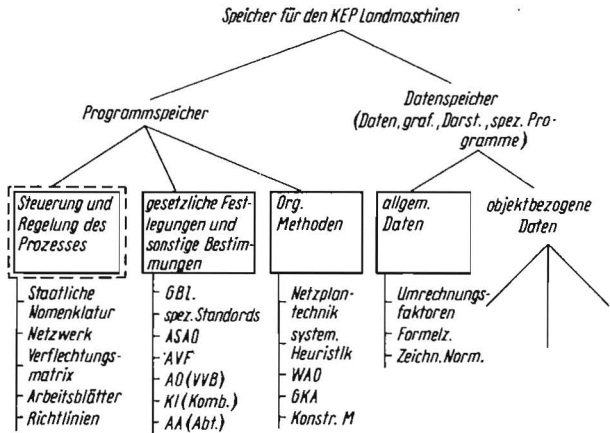 Speicher für den KEP Landmaschinen
Programmspeicher
Datenspeicher
(Daten, graf., Darst., spez. Pro-
gramme)
Steuerung und
Regelung des
Prozesses
gesetzliche Fest-
legungen und
sonstige Bestim-
mungen
Org.
Methoden
allgem.
Daten
objektbezogene
Daten
Staatliche
Nomenklatur
Netzwerk
Verflechtungs-
matrix
Arbeitsblätter
Richtlinien
GBl.
spez. Standards
ASAO
AVF
AO (VVB)
KI (Komb.)
AA (Abt.)
Netzplan-
technik
system.
Heuristik
WAO
GKA
Konstr. M
Umrechnungs-
faktoren
Formelz.
Zeichn. Norm.